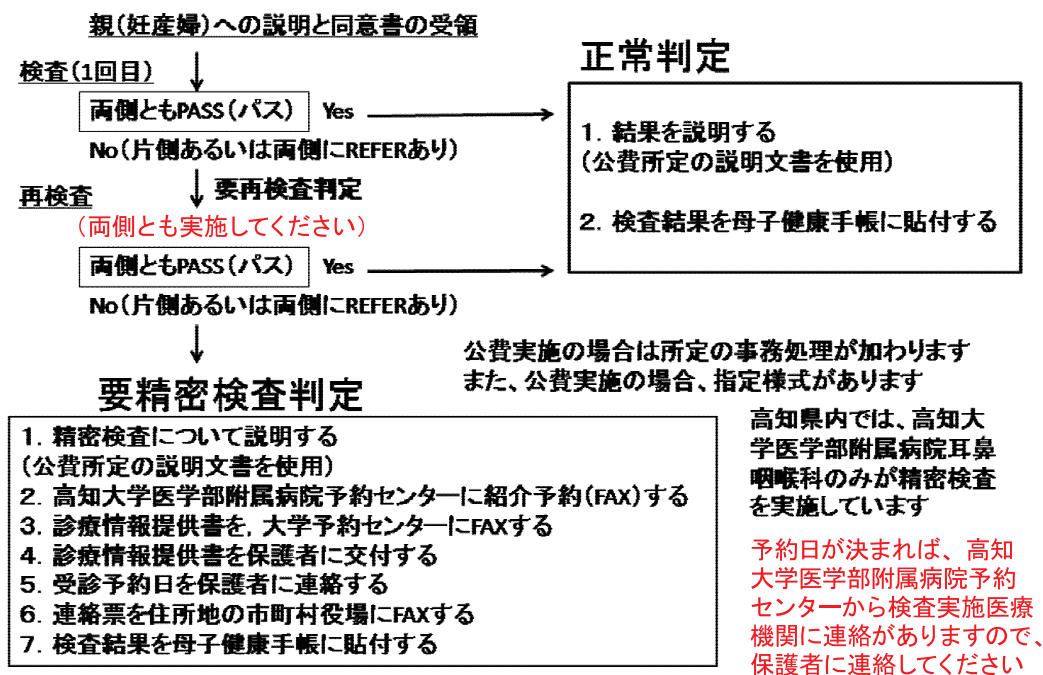 親(妊産婦)への説明と同意書の受領
検査(1回目)
両側ともPASS(パス) Yes
No(片側あるいは両側にREFERあり)
要再検査判定
再検査
(両側とも実施してください)
両側ともPASS(パス) Yes
No(片側あるいは両側にREFERあり)
正常判定
1. 結果を説明する
(公費所定の説明文書を使用)
2. 検査結果を母子健康手帳に貼付する
公費実施の場合は所定の事務処理が加わります
また、公費実施の場合、指定様式があります
要精密検査判定
1. 精密検査について説明する
(公費所定の説明文書を使用)
2. 高知大学医学部附属病院予約センターに紹介予約(FAX)する
3. 診療情報提供書を, 大学予約センターにFAXする
4. 診療情報提供書を保護者に交付する
5. 受診予約日を保護者に連絡する
6. 連絡票を住所地の市町村役場にFAXする
7. 検査結果を母子健康手帳に貼付する
高知県内では、高知大
学医学部附属病院耳鼻
咽喉科のみが精密検査
を実施しています
予約日が決まれば、高知
大学医学部附属病院予約
センターから検査実施医療
機関に連絡がありますので、
保護者に連絡してください